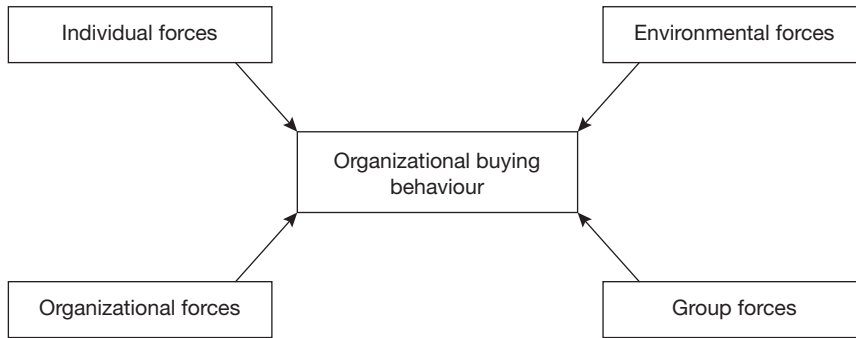 Individual forces
Environmental forces
Organizational buying
behaviour
Organizational forces
Group forces